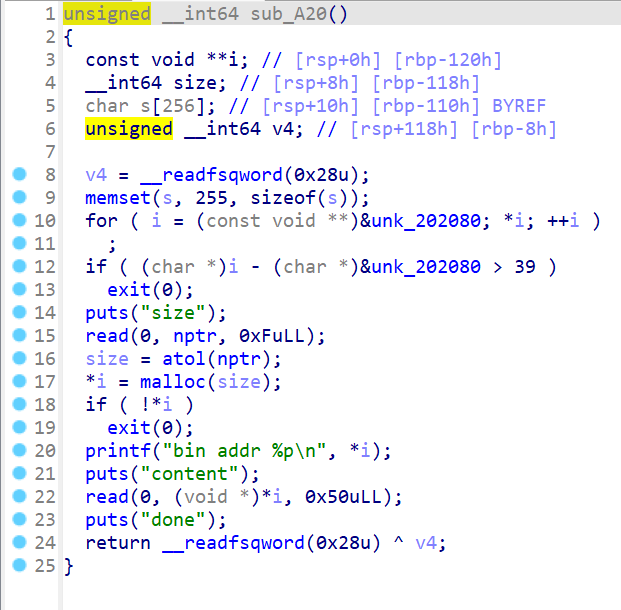 1 unsigned __int64 sub_A20()
2 {
3   const void **i; // [rsp+0h] [rbp-120h]
4   __int64 size; // [rsp+8h] [rbp-118h]
5   char s[256]; // [rsp+10h] [rbp-110h] BYREF
6   unsigned __int64 v4; // [rsp+118h] [rbp-8h]
7
8   v4 = __readfsqword(0x28u);
9   memset(s, 255, sizeof(s));
10   for ( i = (const void **)&unk_202080; *i; ++i )
11     ;
12   if ( (char *)i - (char *)&unk_202080 > 39 )
13     exit(0);
14   puts("size");
15   read(0, nptr, 0xFuLL);
16   size = atol(nptr);
17   *i = malloc(size);
18   if ( !*i )
19     exit(0);
20   printf("bin addr %p\n", *i);
21   puts("content");
22   read(0, (void *)*i, 0x50uLL);
23   puts("done");
24   return __readfsqword(0x28u) ^ v4;
25 }